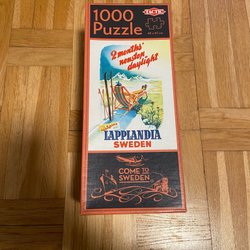 1000
Puzzle
TACTIC
2 months'
nonstop
daylight
LAPPLANDIA
SWEDEN
COME TO
SWEDEN